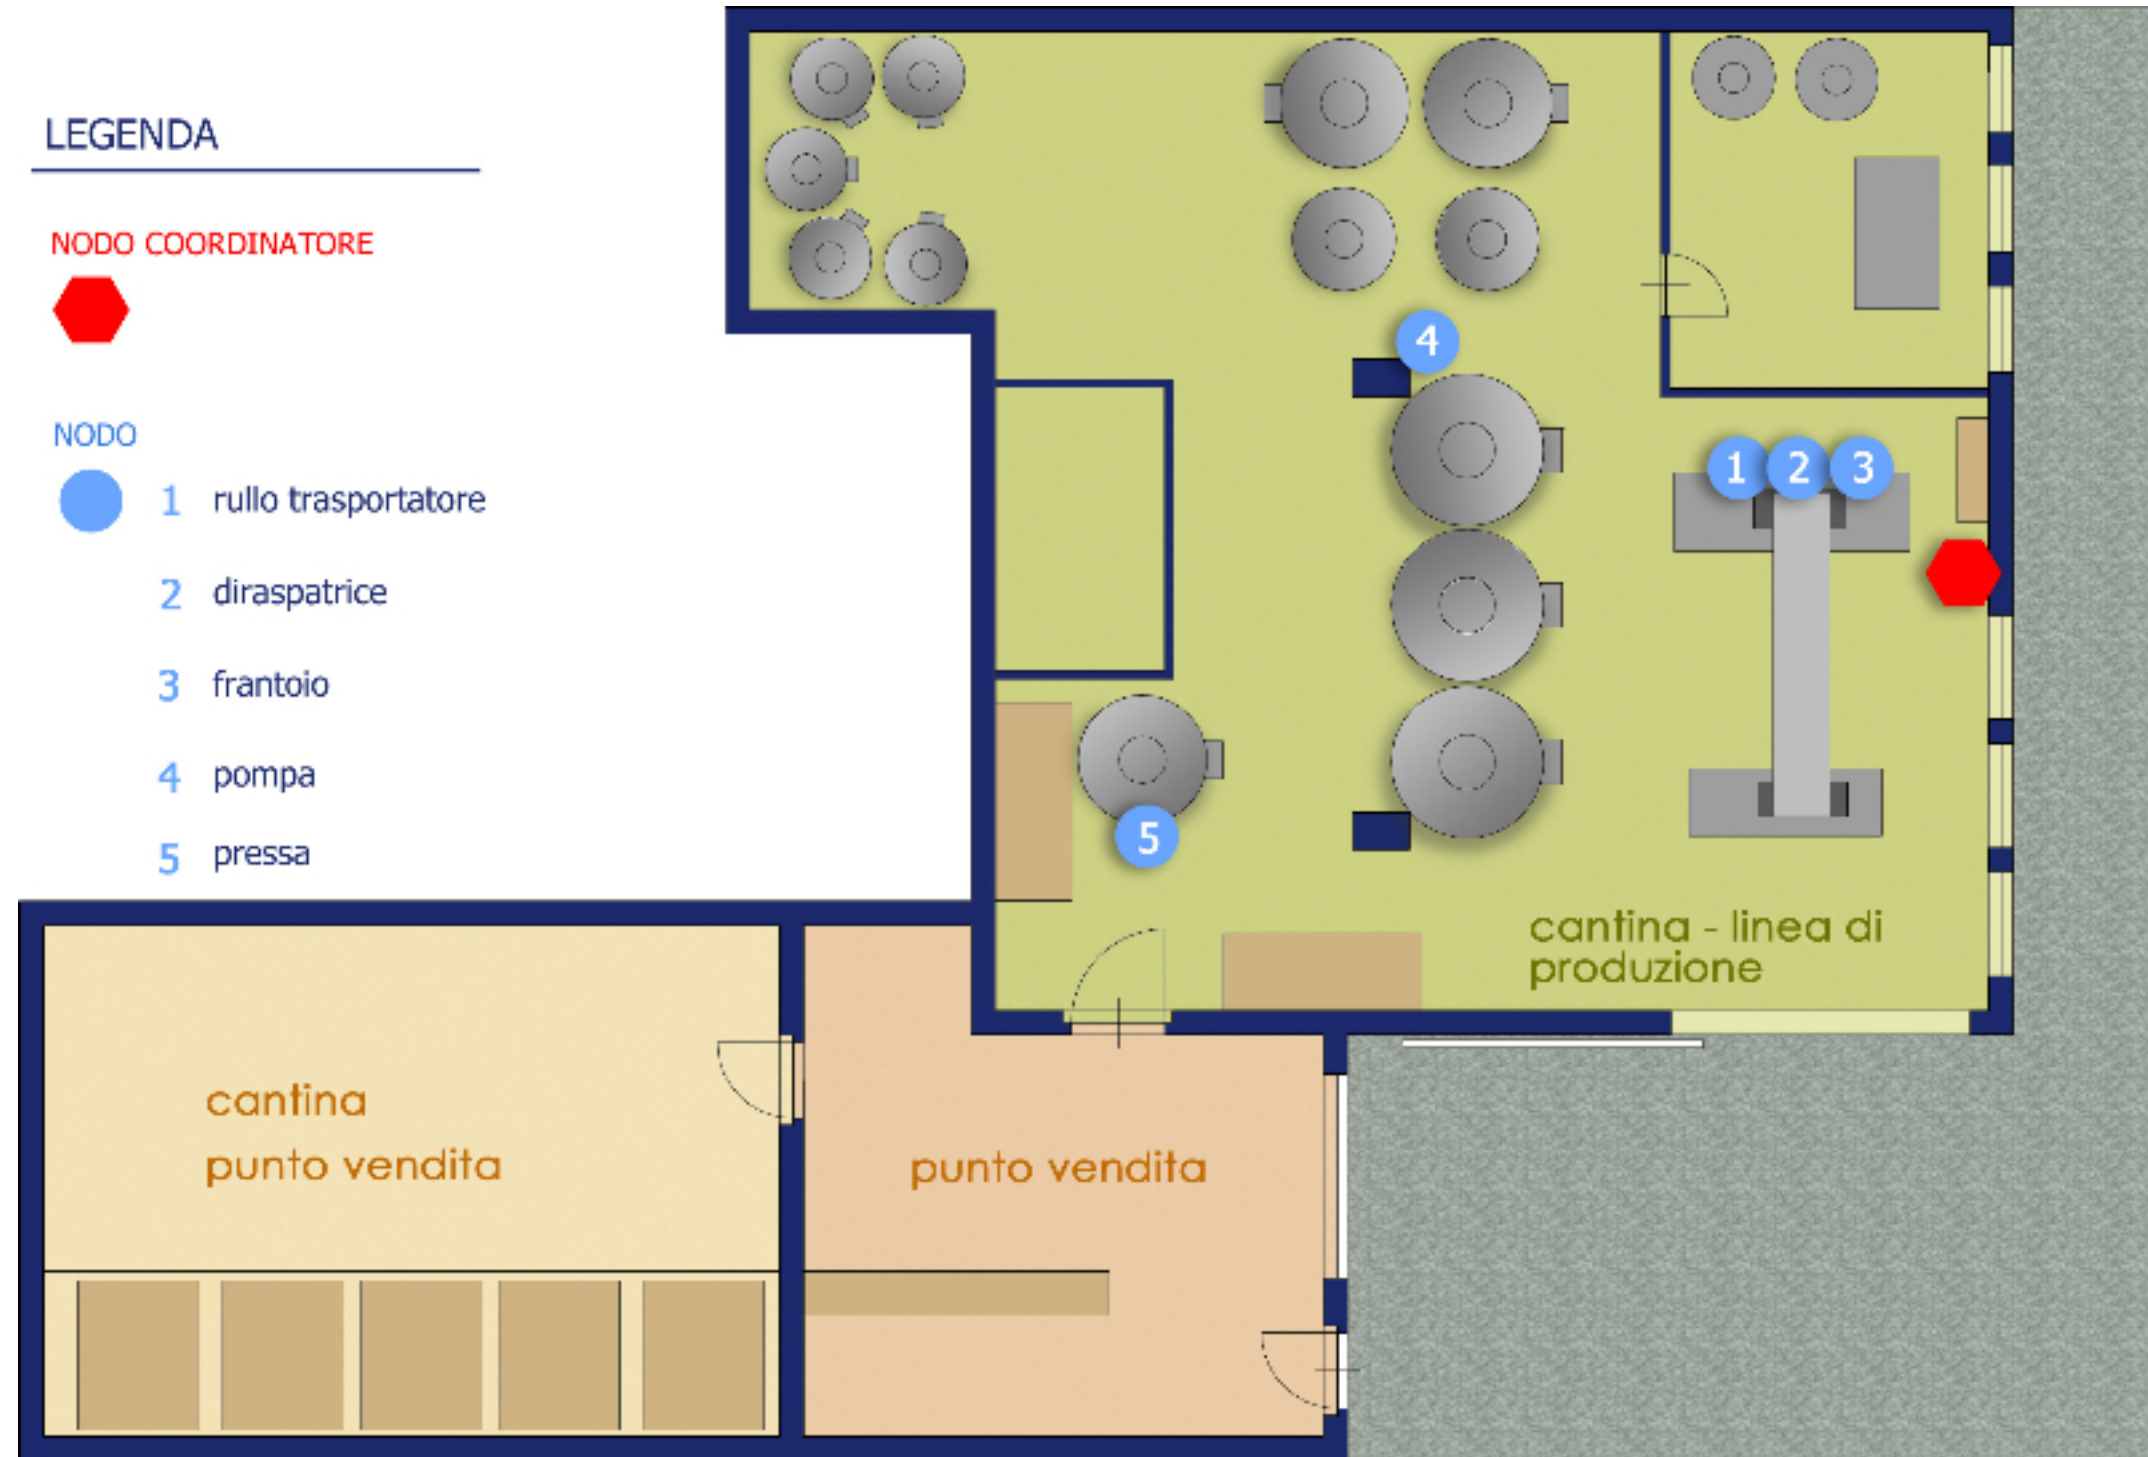 LEGENDA
NODO COORDINATORE
NODO
1 rullo trasportatore
2 diraspatrice
3 frantoio
4 pompa
5 pressa
4
1 2 3
5
cantina - linea di
produzione
cantina
punto vendita
punto vendita